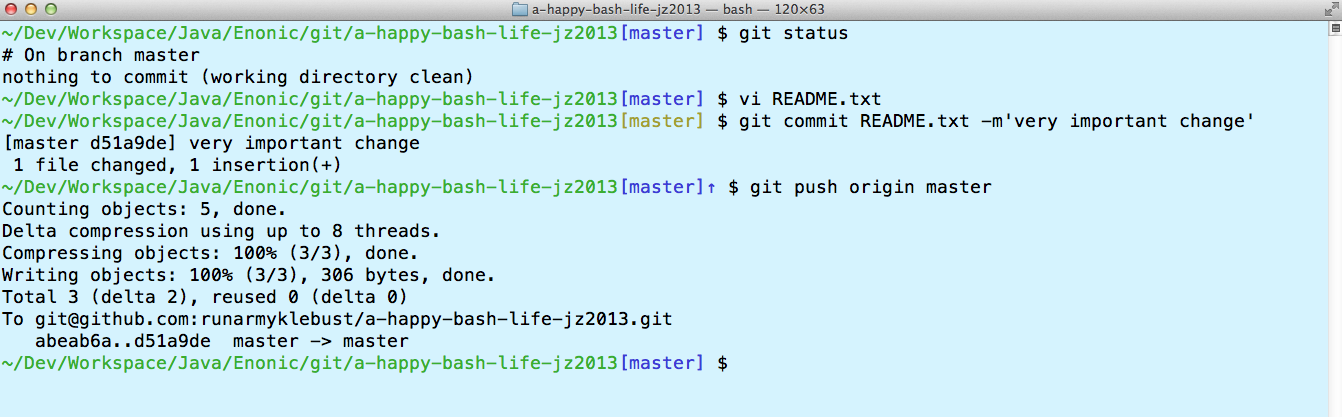 a-happy-bash-life-jz2013 — bash — 120×63
~/Dev/Workspace/Java/Enonic/git/a-happy-bash-life-jz2013[master] $ git status
# On branch master
nothing to commit (working directory clean)
~/Dev/Workspace/Java/Enonic/git/a-happy-bash-life-jz2013[master] $ vi README.txt
~/Dev/Workspace/Java/Enonic/git/a-happy-bash-life-jz2013[master] $ git commit README.txt -m'very important change'
[master d51a9de] very important change
 1 file changed, 1 insertion(+)
~/Dev/Workspace/Java/Enonic/git/a-happy-bash-life-jz2013[master]↑ $ git push origin master
Counting objects: 5, done.
Delta compression using up to 8 threads.
Compressing objects: 100% (3/3), done.
Writing objects: 100% (3/3), 306 bytes, done.
Total 3 (delta 2), reused 0 (delta 0)
To git@github.com:runarmyklebust/a-happy-bash-life-jz2013.git
   abeab6a..d51a9de  master -> master
~/Dev/Workspace/Java/Enonic/git/a-happy-bash-life-jz2013[master] $